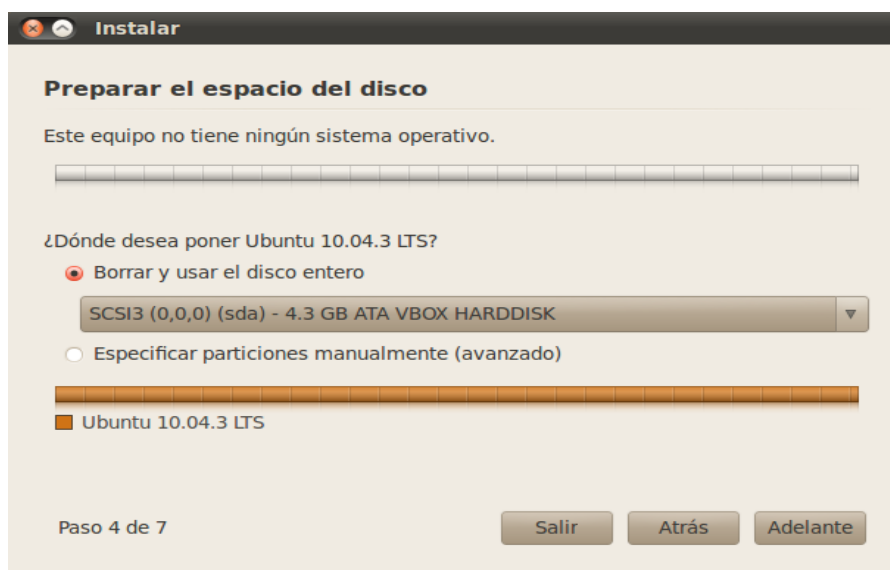 Instalar
Preparar el espacio del disco
Este equipo no tiene ningún sistema operativo.
¿Dónde desea poner Ubuntu 10.04.3 LTS?
Borrar y usar el disco entero
SCSI3 (0,0,0) (sda) - 4.3 GB ATA VBOX HARDDISK
Especificar particiones manualmente (avanzado)
Ubuntu 10.04.3 LTS
Paso 4 de 7 Salir Atrás Adelante